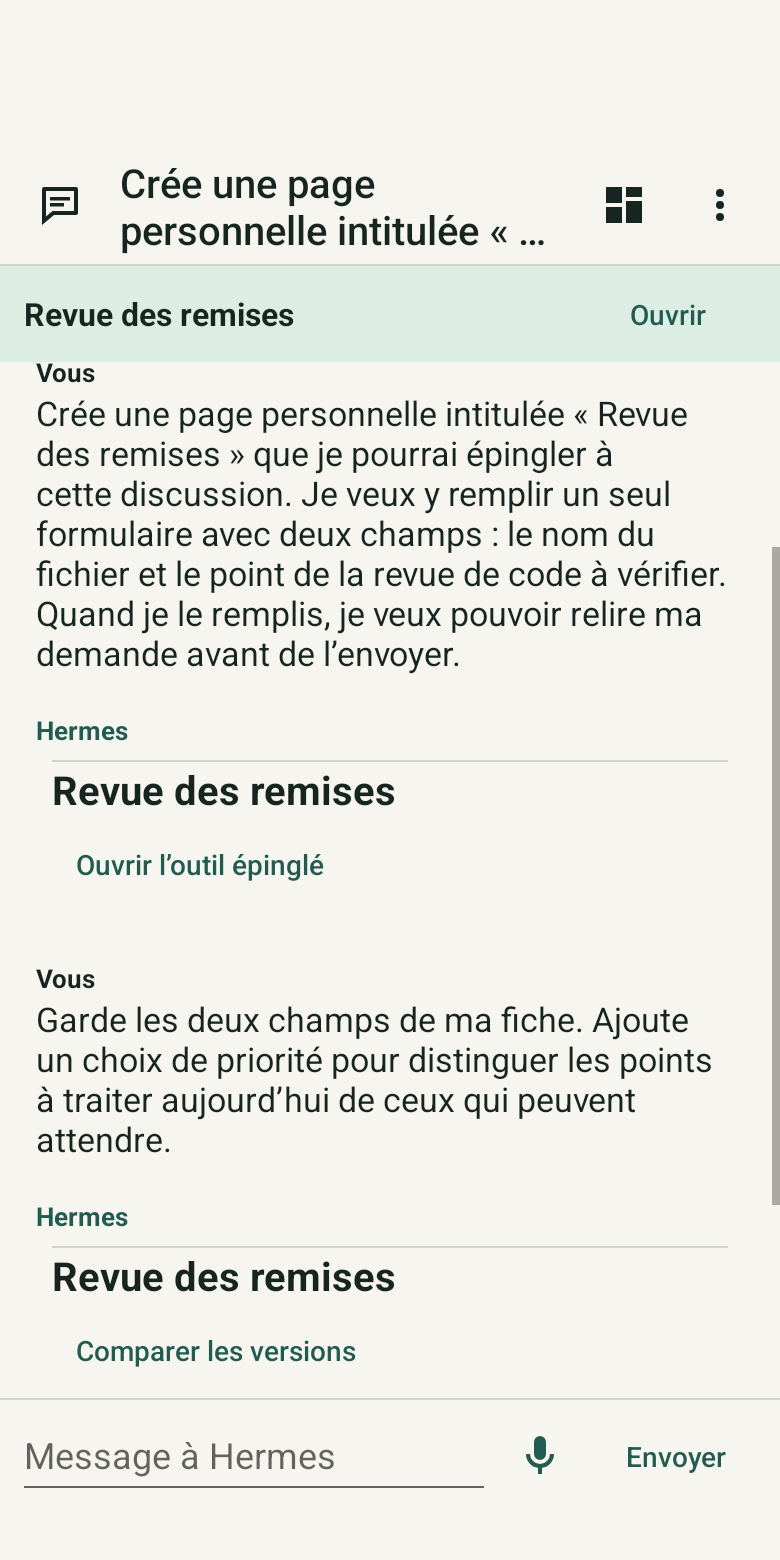 Crée une page
personnelle intitulée « …
Revue des remises
Ouvrir
Vous
Crée une page personnelle intitulée « Revue
des remises » que je pourrai épingler à
cette discussion. Je veux y remplir un seul
formulaire avec deux champs : le nom du
fichier et le point de la revue de code à vérifier.
Quand je le remplis, je veux pouvoir relire ma
demande avant de l’envoyer.
Hermes
Revue des remises
Ouvrir l’outil épinglé
Vous
Garde les deux champs de ma fiche. Ajoute
un choix de priorité pour distinguer les points
à traiter aujourd’hui de ceux qui peuvent
attendre.
Hermes
Revue des remises
Comparer les versions
Message à Hermes
Envoyer